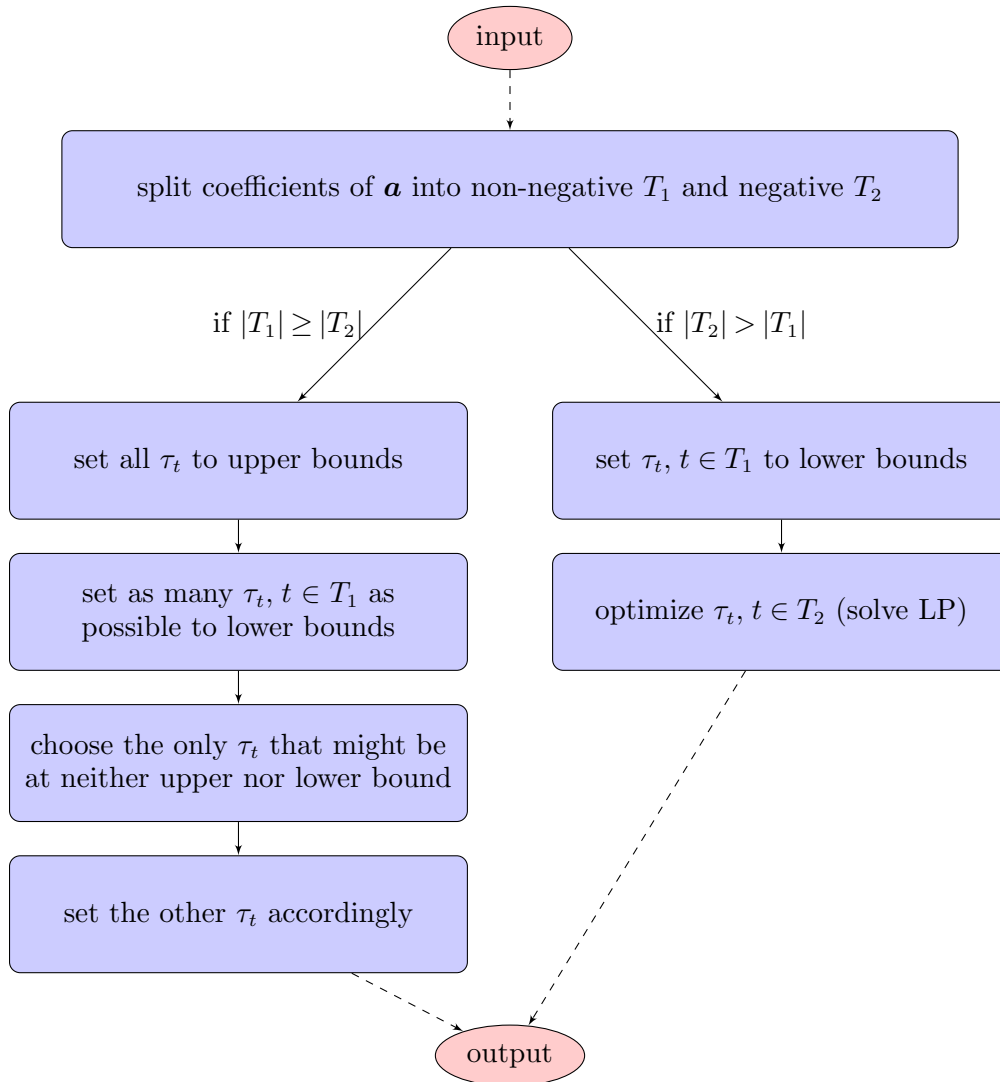 input
split coefficients of a into non-negative T₁ and negative T₂
if |T₁| ≥ |T₂|
if |T₂| > |T₁|
set all τₜ to upper bounds
set τₜ, t ∈ T₁ to lower bounds
set as many τₜ, t ∈ T₁ as
possible to lower bounds
optimize τₜ, t ∈ T₂ (solve LP)
choose the only τₜ that might be
at neither upper nor lower bound
set the other τₜ accordingly
output